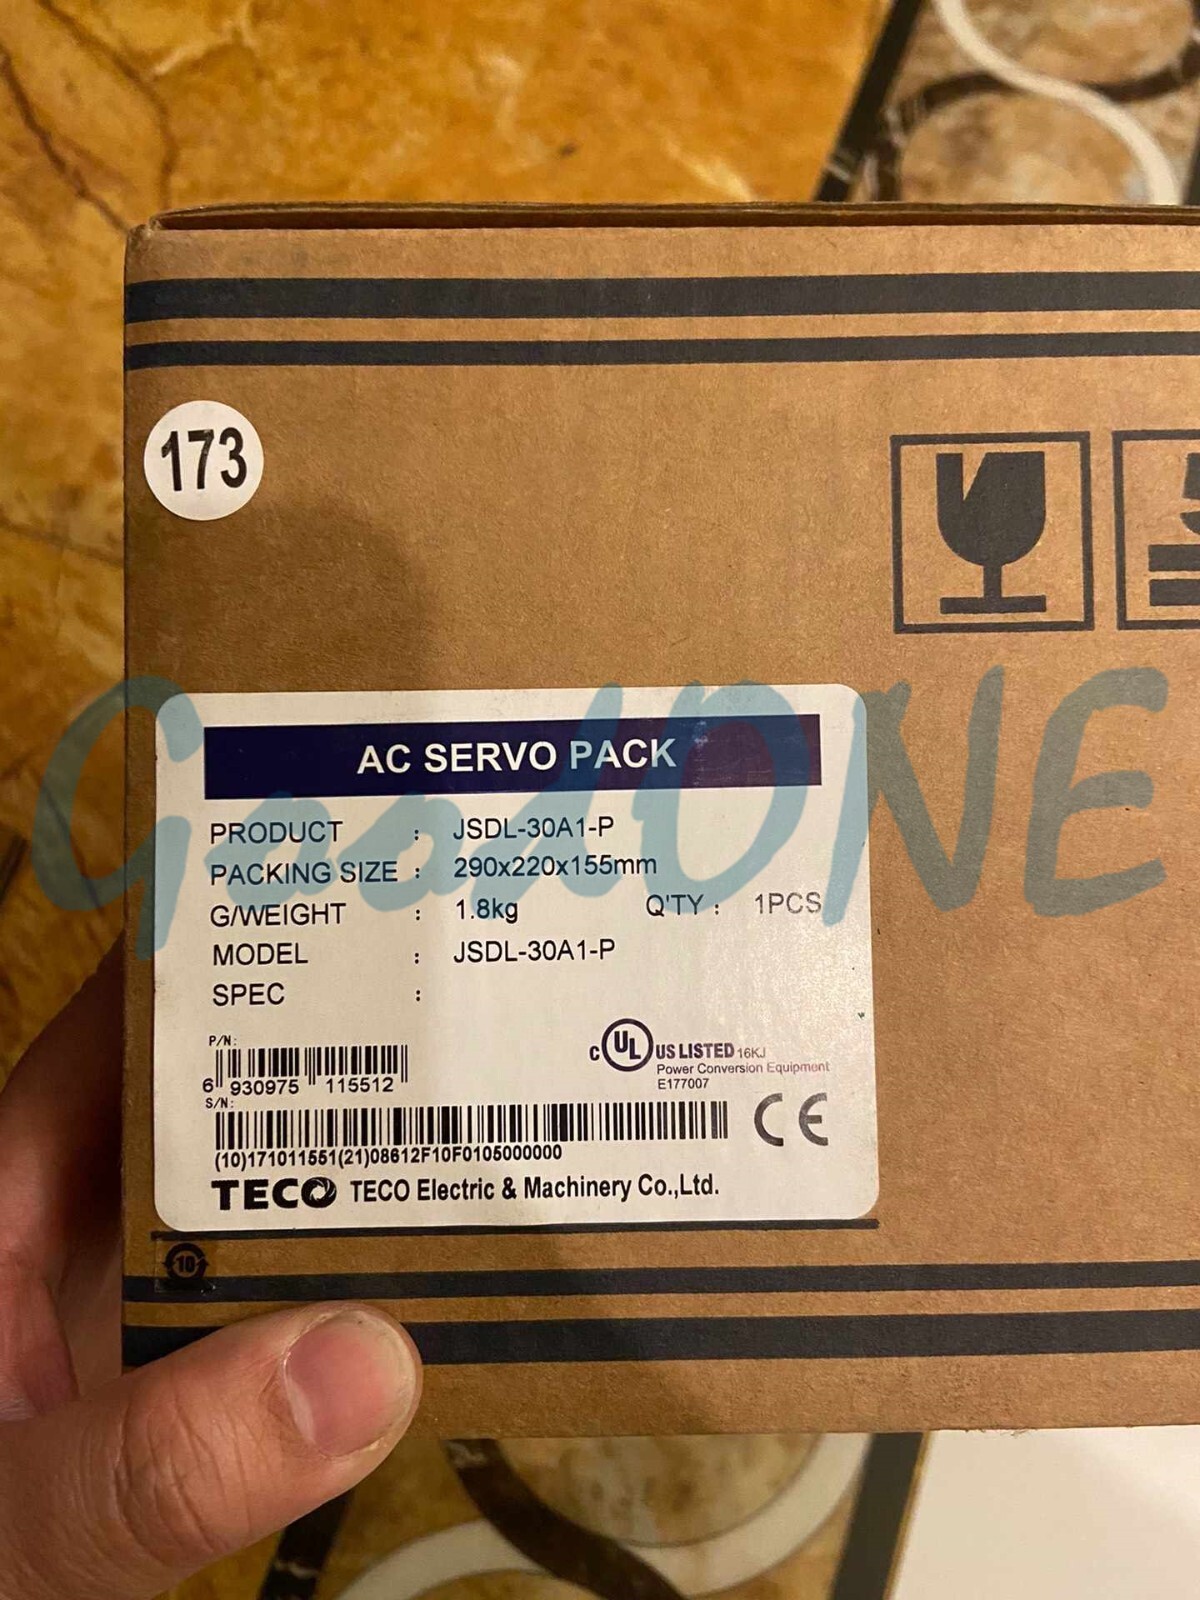 173
AC SERVO PACK
PRODUCT : JSDL-30A1-P
PACKING SIZE : 290x220x155mm
G/WEIGHT : 1.8kg Q'TY : 1PCS
MODEL : JSDL-30A1-P
SPEC :
P/N:
6 930975 115512
c UL US LISTED 16KJ
Power Conversion Equipment
E177007
S/N:
(10)171011551(21)08612F10F0105000000
CE
TECO TECO Electric & Machinery Co.,Ltd.
10
GoodONE